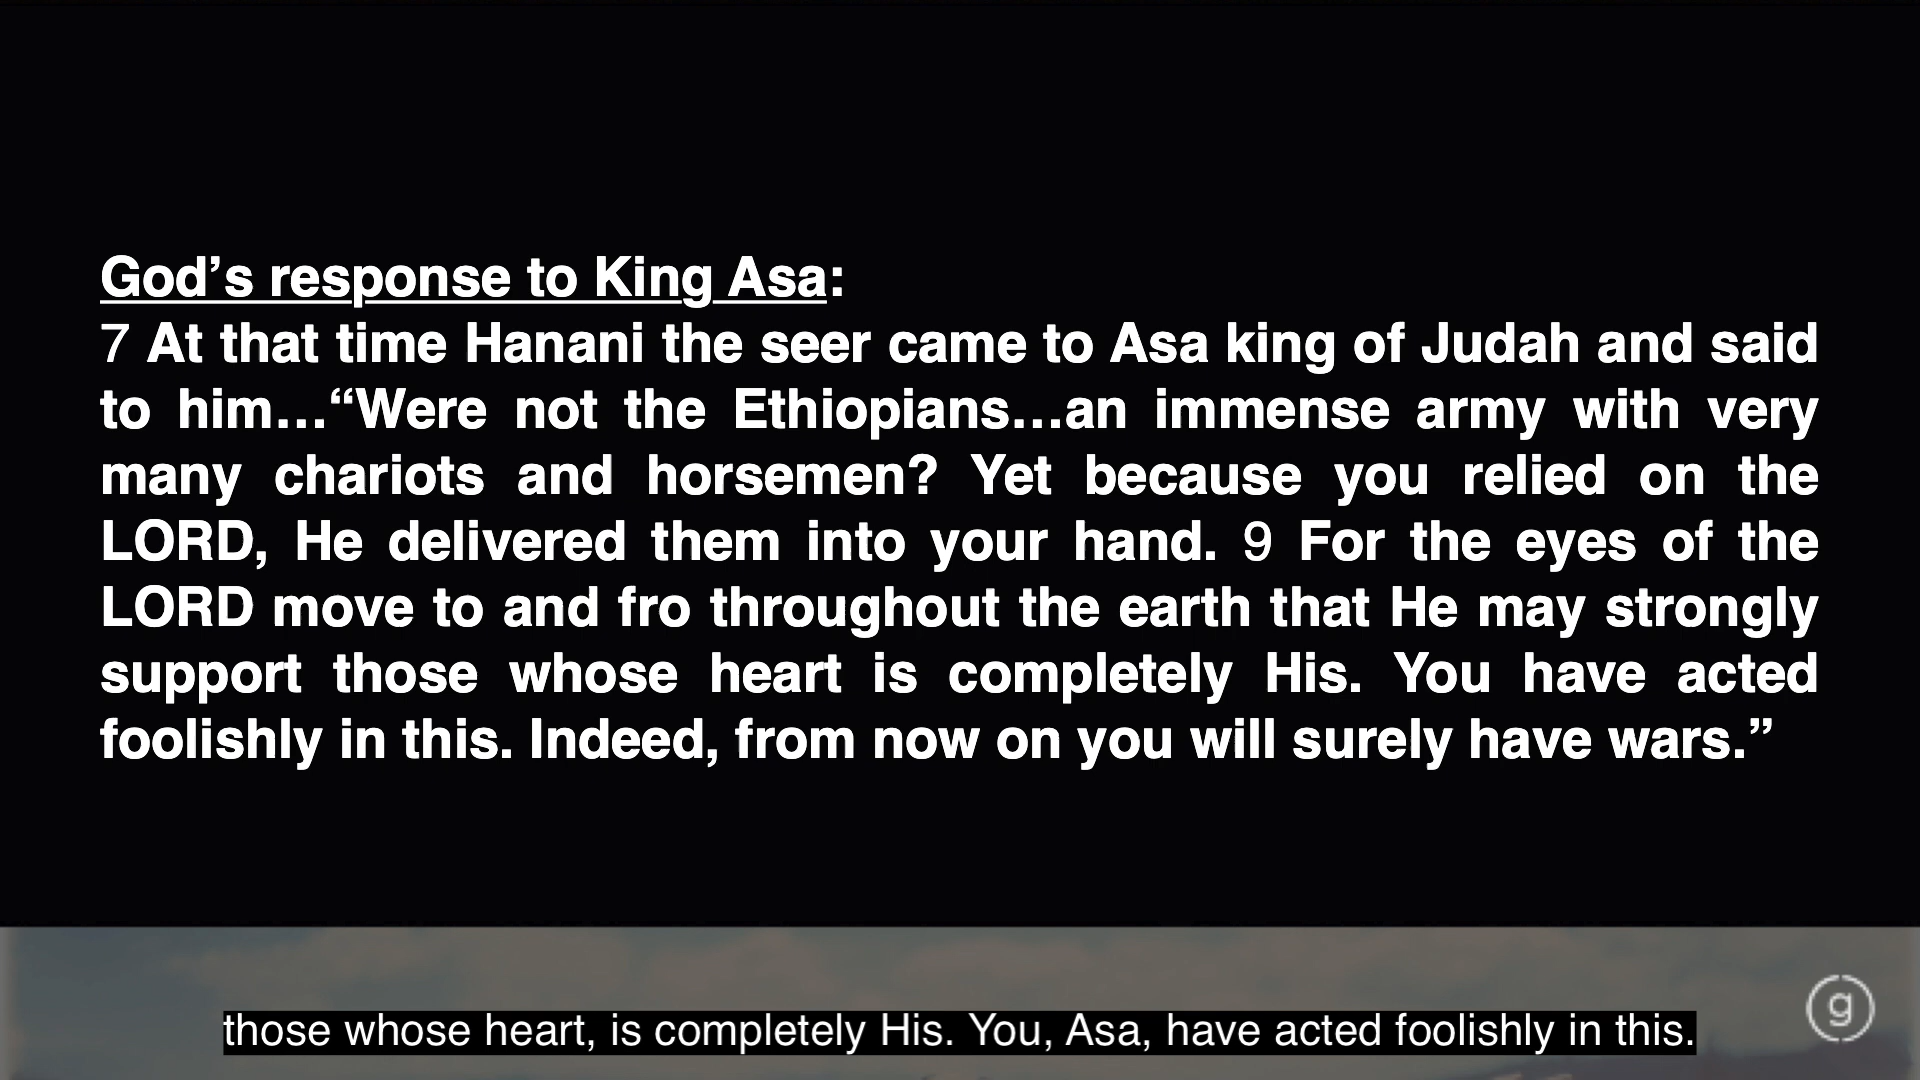 God’s response to King Asa:
7 At that time Hanani the seer came to Asa king of Judah and said
to him…“Were not the Ethiopians…an immense army with very
many chariots and horsemen? Yet because you relied on the
LORD, He delivered them into your hand. 9 For the eyes of the
LORD move to and fro throughout the earth that He may strongly
support those whose heart is completely His. You have acted
foolishly in this. Indeed, from now on you will surely have wars.”
g
those whose heart, is completely His. You, Asa, have acted foolishly in this.